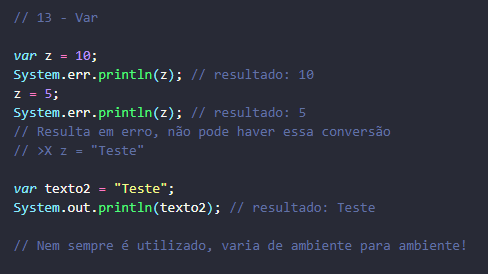 // 13 - Var
var z = 10;
System.err.println(z); // resultado: 10
z = 5;
System.err.println(z); // resultado: 5
// Resulta em erro, não pode haver essa conversão
// >X z = "Teste"
var texto2 = "Teste";
System.out.println(texto2); // resultado: Teste
// Nem sempre é utilizado, varia de ambiente para ambiente!